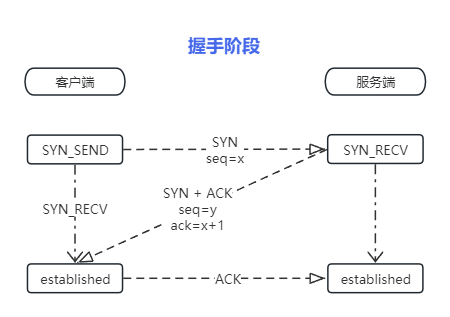 握手阶段
客户端
服务端
SYN_SEND
SYN
seq=x
SYN_RECV
SYN + ACK
seq=y
ack=x+1
SYN_RECV
established
ACK
established